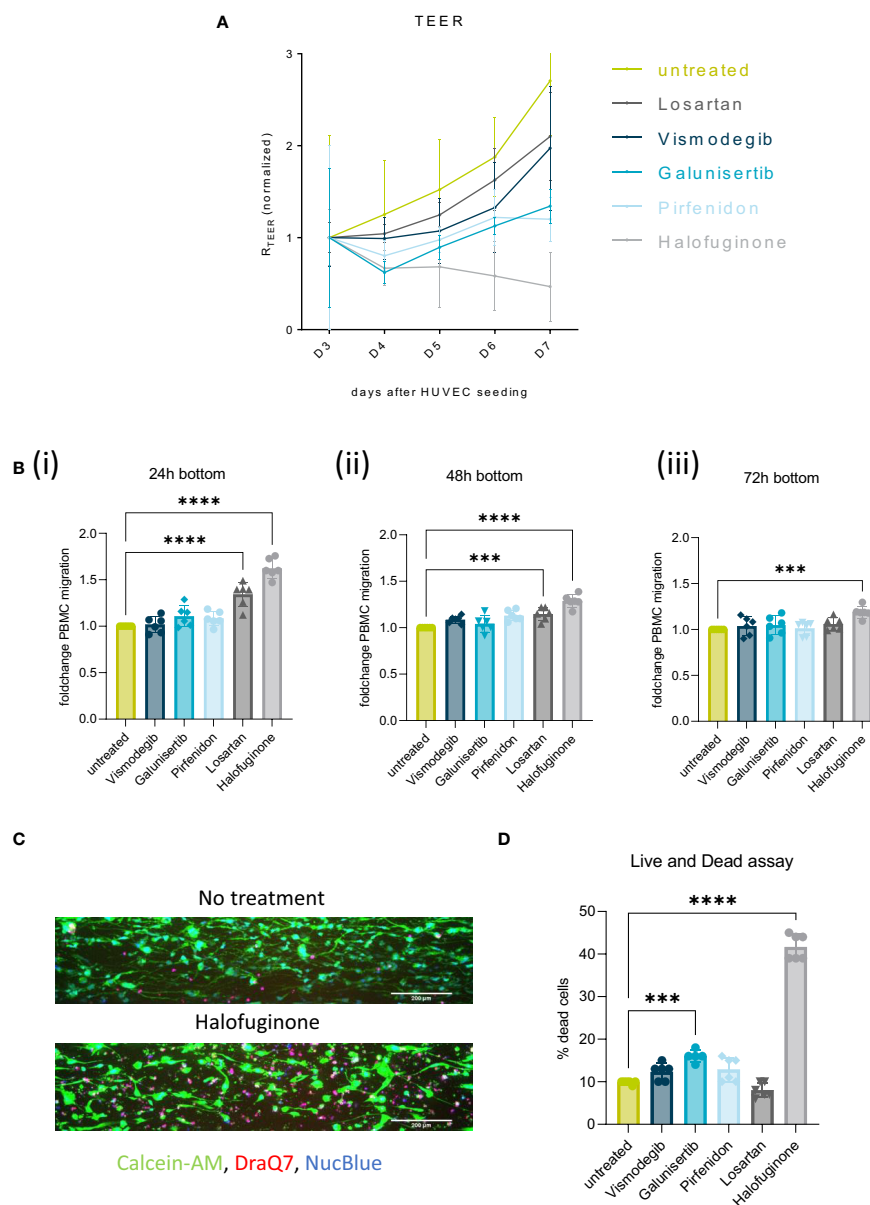 A
TEER
3
2
1
0
R_TEER (normalized)
D3
D4
D5
D6
D7
days after HUVEC seeding
untreated
Losartan
Vismodegib
Galunisertib
Pirfenidon
Halofuginone
B (i)
24h bottom
****
****
2.0
1.5
1.0
0.5
0.0
foldchange PBMC migration
untreated
Vismodegib
Galunisertib
Pirfenidon
Losartan
Halofuginone
(ii)
48h bottom
****
***
2.0
1.5
1.0
0.5
0.0
foldchange PBMC migration
untreated
Vismodegib
Galunisertib
Pirfenidon
Losartan
Halofuginone
(iii)
72h bottom
***
2.0
1.5
1.0
0.5
0.0
foldchange PBMC migration
untreated
Vismodegib
Galunisertib
Pirfenidon
Losartan
Halofuginone
C
No treatment
200 µm
Halofuginone
200 µm
Calcein-AM, DraQ7, NucBlue
D
Live and Dead assay
****
***
50
40
30
20
10
0
% dead cells
untreated
Vismodegib
Galunisertib
Pirfenidon
Losartan
Halofuginone